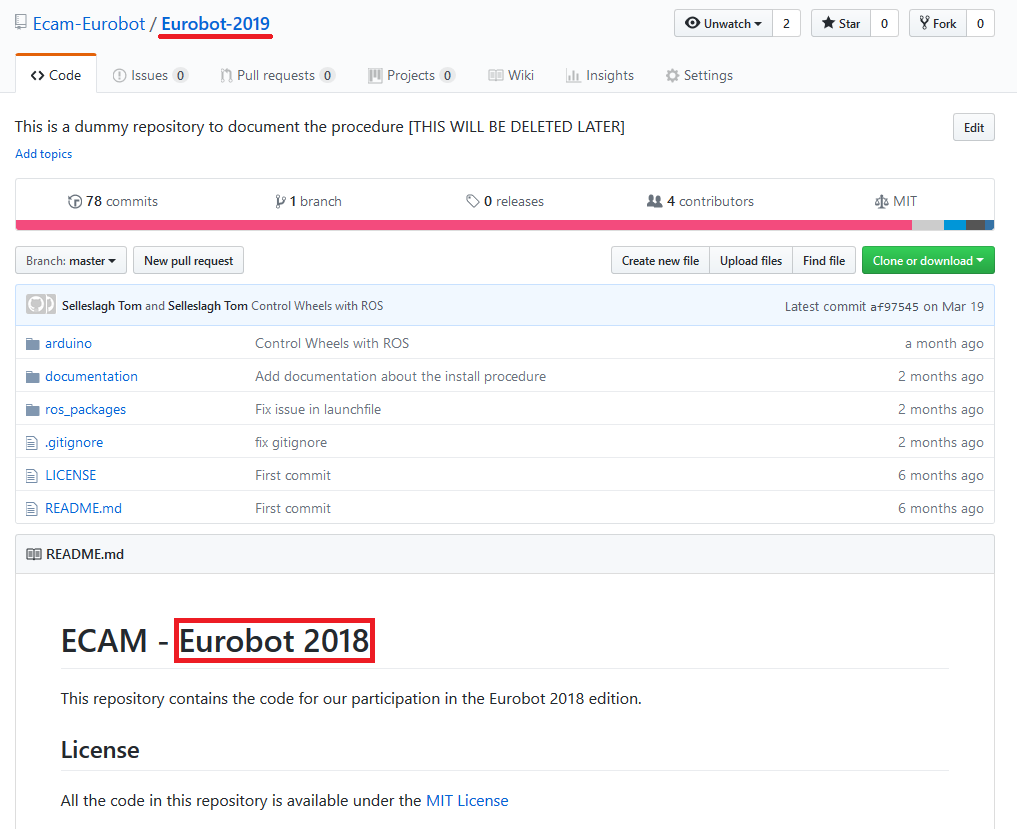 Ecam-Eurobot / Eurobot-2019
Unwatch 2 Star 0 Fork 0
Code Issues 0 Pull requests 0 Projects 0 Wiki Insights Settings
This is a dummy repository to document the procedure [THIS WILL BE DELETED LATER] Edit
Add topics
78 commits 1 branch 0 releases 4 contributors MIT
Branch: master New pull request Create new file Upload files Find file Clone or download
Selleslagh Tom and Selleslagh Tom Control Wheels with ROS Latest commit af97545 on Mar 19
arduino Control Wheels with ROS a month ago
documentation Add documentation about the install procedure 2 months ago
ros_packages Fix issue in launchfile 2 months ago
.gitignore fix gitignore 2 months ago
LICENSE First commit 6 months ago
README.md First commit 6 months ago
README.md
ECAM - Eurobot 2018
This repository contains the code for our participation in the Eurobot 2018 edition.
License
All the code in this repository is available under the MIT License